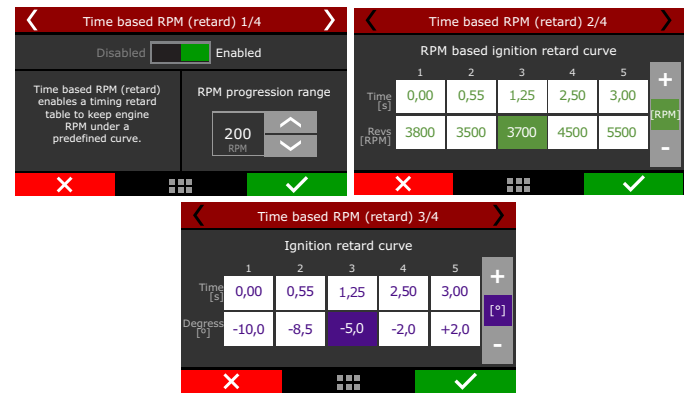 Time based RPM (retard) 1/4
Disabled Enabled
Time based RPM (retard)
enables a timing retard
table to keep engine
RPM under a
predefined curve.
RPM progression range
200
RPM
Time based RPM (retard) 2/4
RPM based ignition retard curve
1 2 3 4 5
Time
[s]
0,00 0,55 1,25 2,50 3,00
Revs
[RPM]
3800 3500 3700 4500 5500
+
[RPM]
-
Time based RPM (retard) 3/4
Ignition retard curve
1 2 3 4 5
Time
[s]
0,00 0,55 1,25 2,50 3,00
Degress
[º]
-10,0 -8,5 -5,0 -2,0 +2,0
+
[º]
-